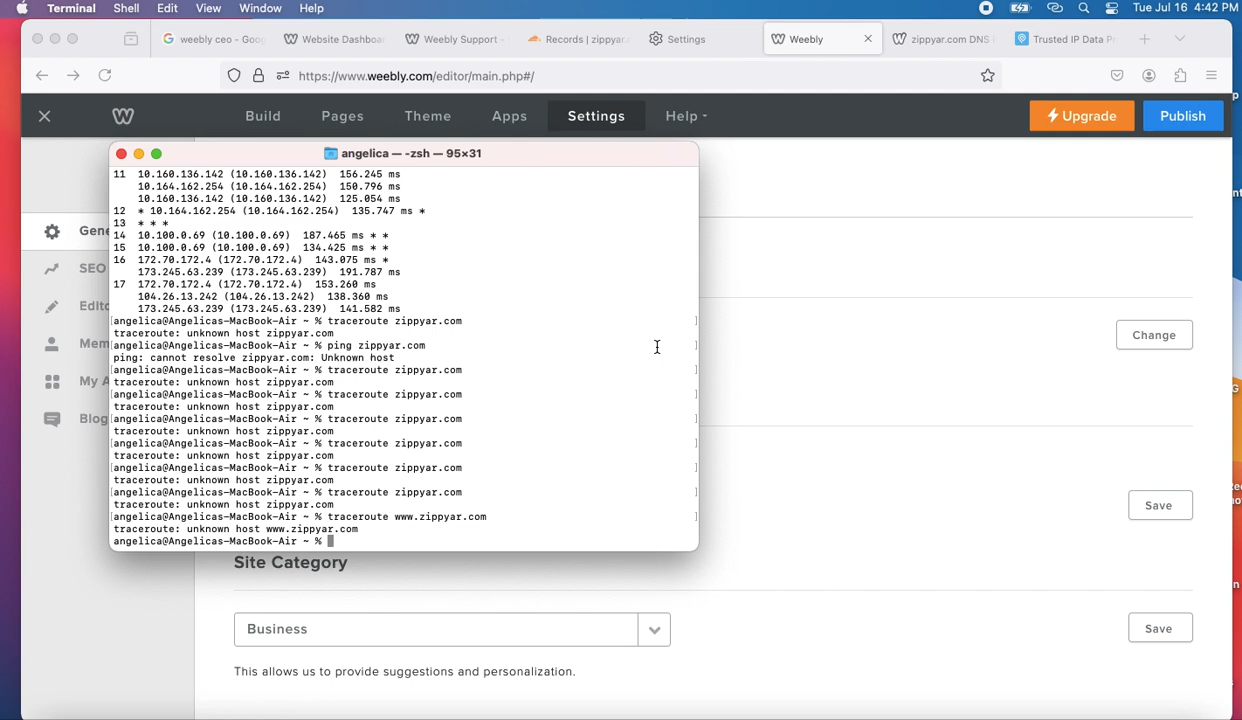 Terminal Shell Edit View Window Help Tue Jul 16 4:42 PM
weebly ceo - Goog Website Dashboar Weebly Support - Records | zippyar. Settings Weebly zippyar.com DNS Trusted IP Data Pr
https://www.weebly.com/editor/main.php#/
Build Pages Theme Apps Settings Help Upgrade Publish
angelica — -zsh — 95×31
11 10.160.136.142 (10.160.136.142) 156.245 ms
10.164.162.254 (10.164.162.254) 150.796 ms
10.160.136.142 (10.160.136.142) 125.054 ms
12 * 10.164.162.254 (10.164.162.254) 135.747 ms *
13 * * *
14 10.100.0.69 (10.100.0.69) 187.465 ms * *
15 10.100.0.69 (10.100.0.69) 134.425 ms * *
16 172.70.172.4 (172.70.172.4) 143.075 ms *
173.245.63.239 (173.245.63.239) 191.787 ms
17 172.70.172.4 (172.70.172.4) 153.260 ms
104.26.13.242 (104.26.13.242) 138.360 ms
173.245.63.239 (173.245.63.239) 141.582 ms
[angelica@Angelicas-MacBook-Air ~ % traceroute zippyar.com ]
traceroute: unknown host zippyar.com
[angelica@Angelicas-MacBook-Air ~ % ping zippyar.com ]
ping: cannot resolve zippyar.com: Unknown host
[angelica@Angelicas-MacBook-Air ~ % traceroute zippyar.com ]
traceroute: unknown host zippyar.com
[angelica@Angelicas-MacBook-Air ~ % traceroute zippyar.com ]
traceroute: unknown host zippyar.com
[angelica@Angelicas-MacBook-Air ~ % traceroute zippyar.com ]
traceroute: unknown host zippyar.com
[angelica@Angelicas-MacBook-Air ~ % traceroute zippyar.com ]
traceroute: unknown host zippyar.com
[angelica@Angelicas-MacBook-Air ~ % traceroute zippyar.com ]
traceroute: unknown host zippyar.com
[angelica@Angelicas-MacBook-Air ~ % traceroute zippyar.com ]
traceroute: unknown host zippyar.com
[angelica@Angelicas-MacBook-Air ~ % traceroute www.zippyar.com ]
traceroute: unknown host www.zippyar.com
angelica@Angelicas-MacBook-Air ~ %
Gene
SEO
Edito
Mem
My A
Blog
Change
Save
Site Category
Business
Save
This allows us to provide suggestions and personalization.